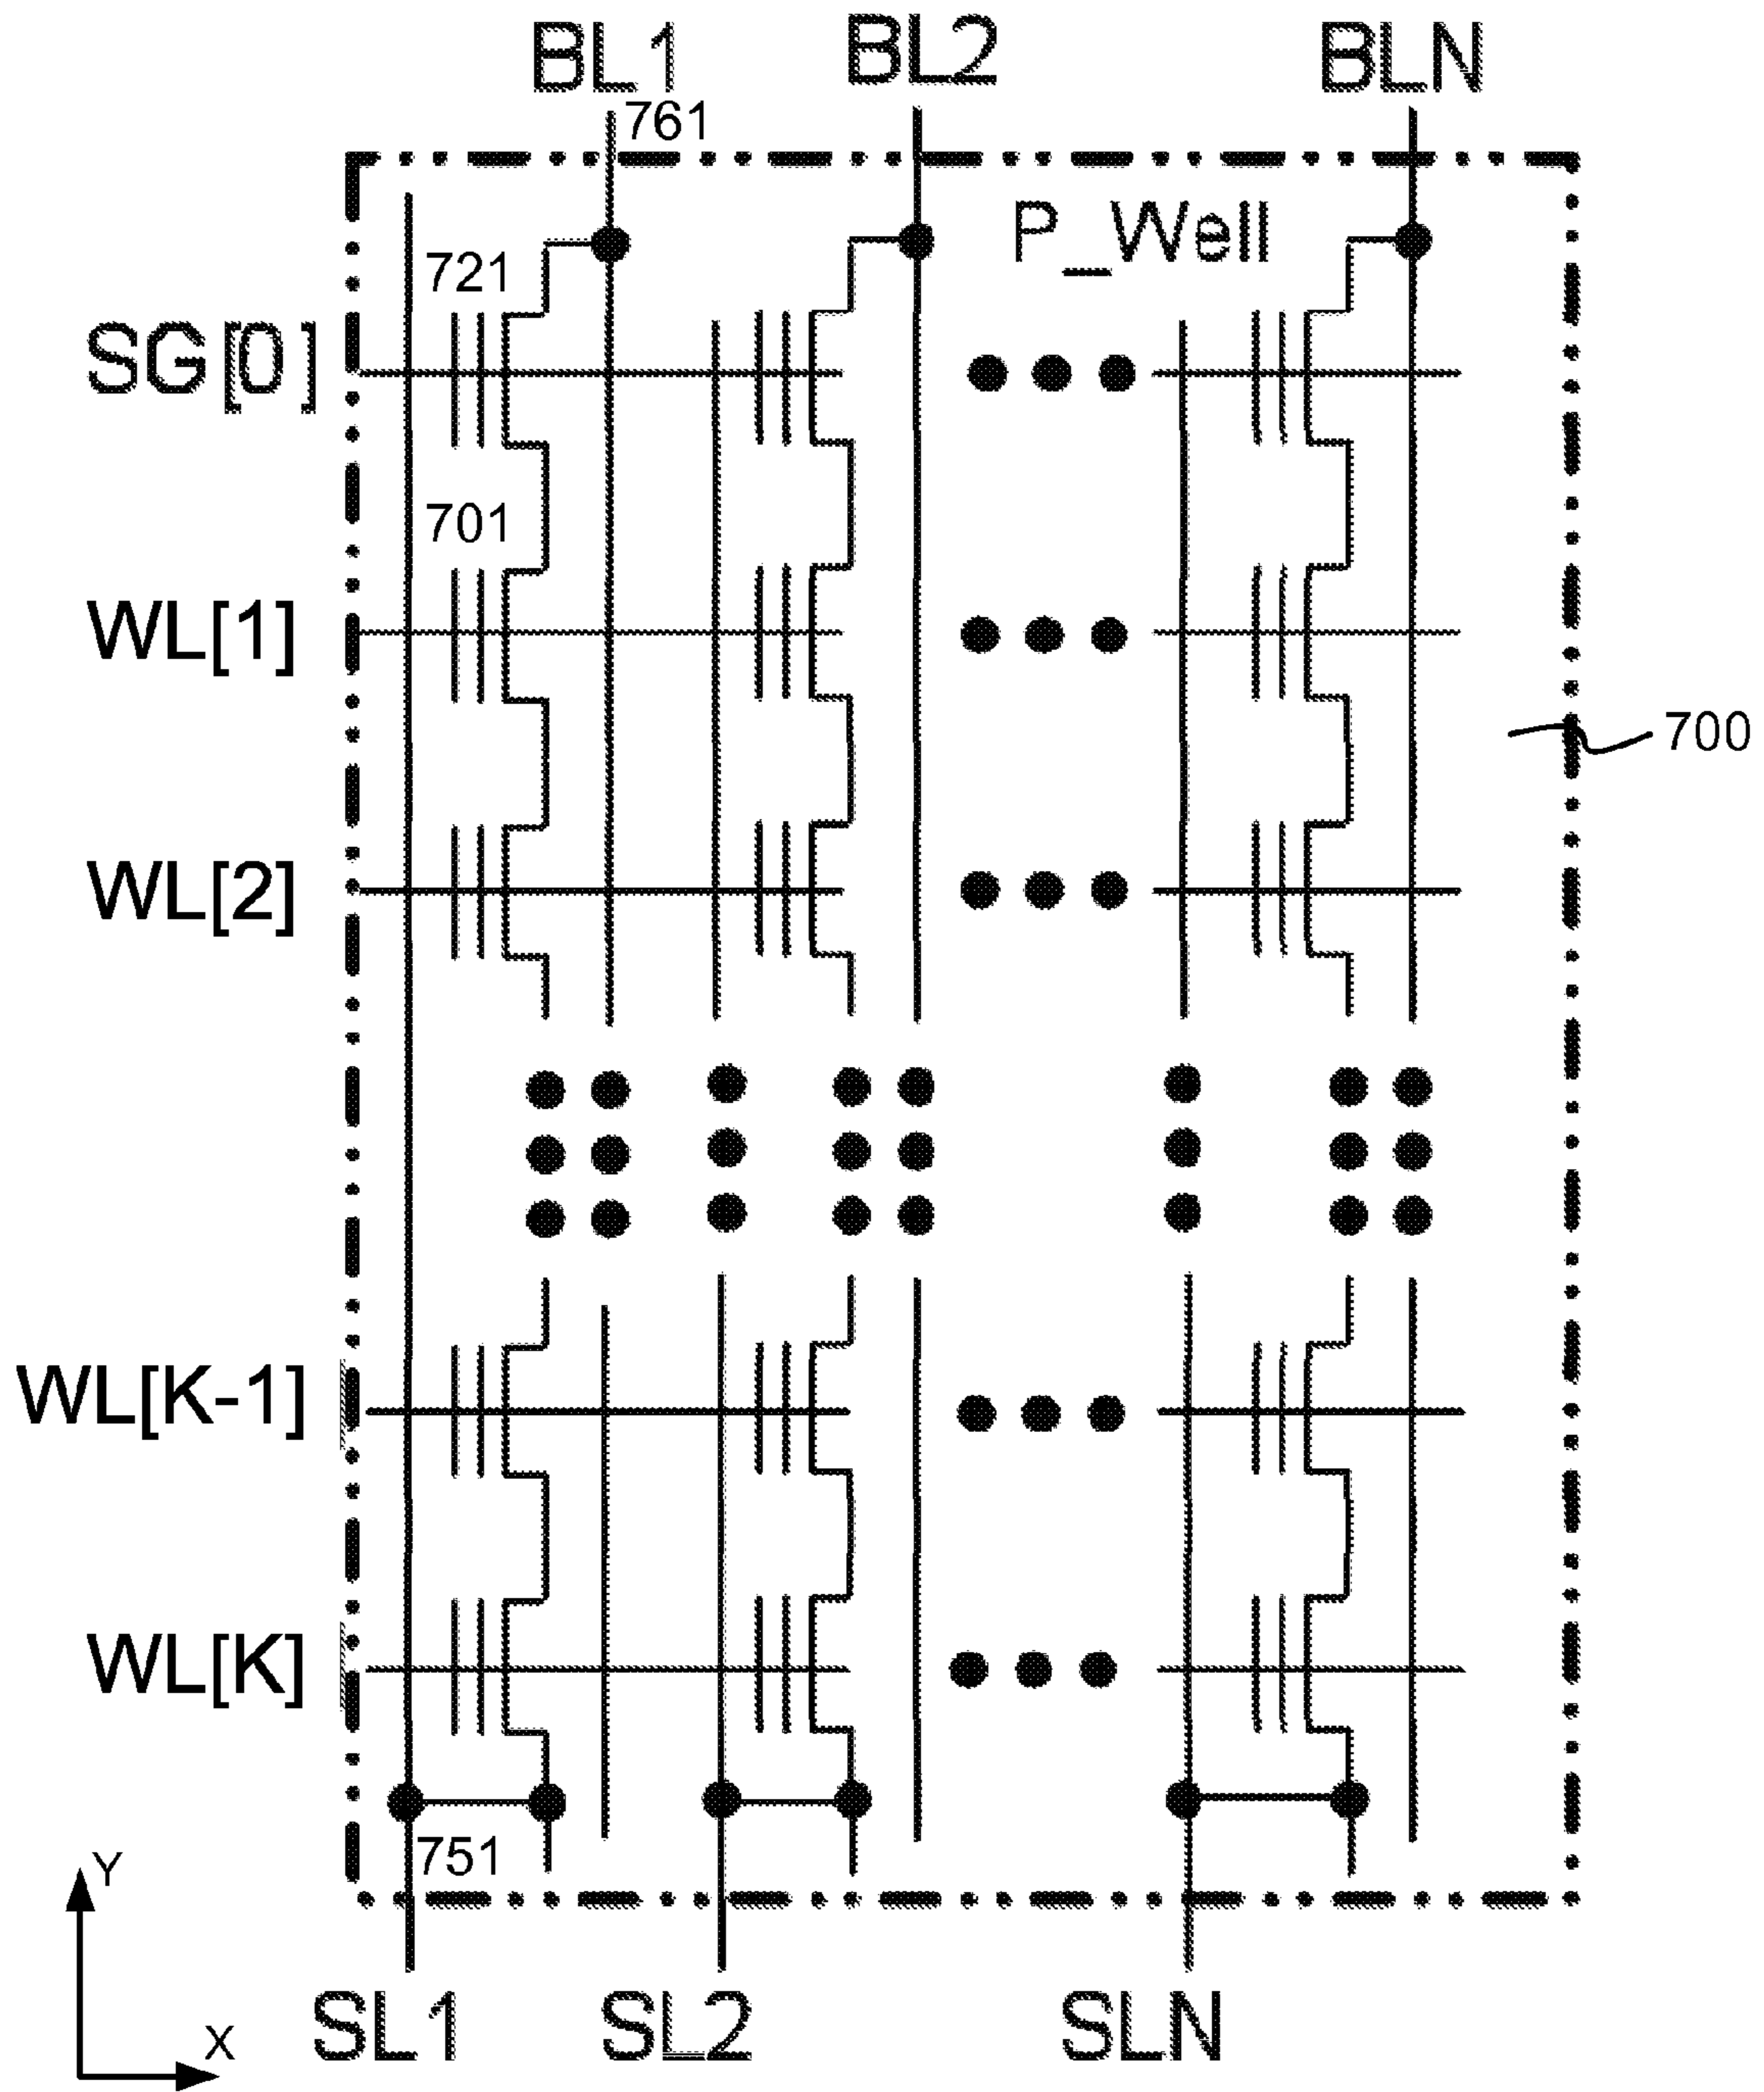 BL1 BL2 BLN
761
P_Well
721
SG[0]
701
WL[1]
700
WL[2]
WL[K-1]
WL[K]
751
Y
X
SL1 SL2 SLN